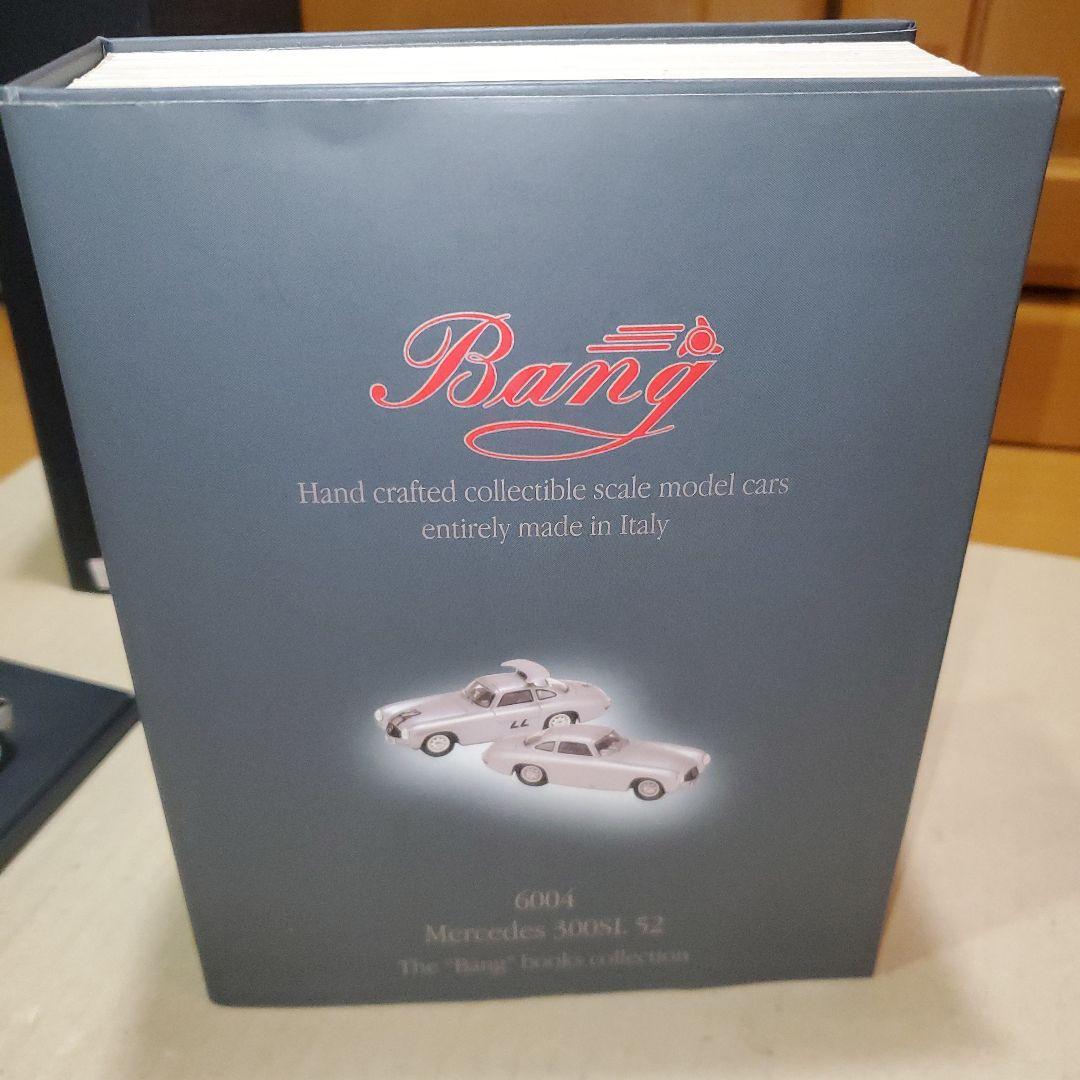 Bang
Hand crafted collectible scale model cars
entirely made in Italy
6004
Mercedes 300SL 52
The "Bang" books collection